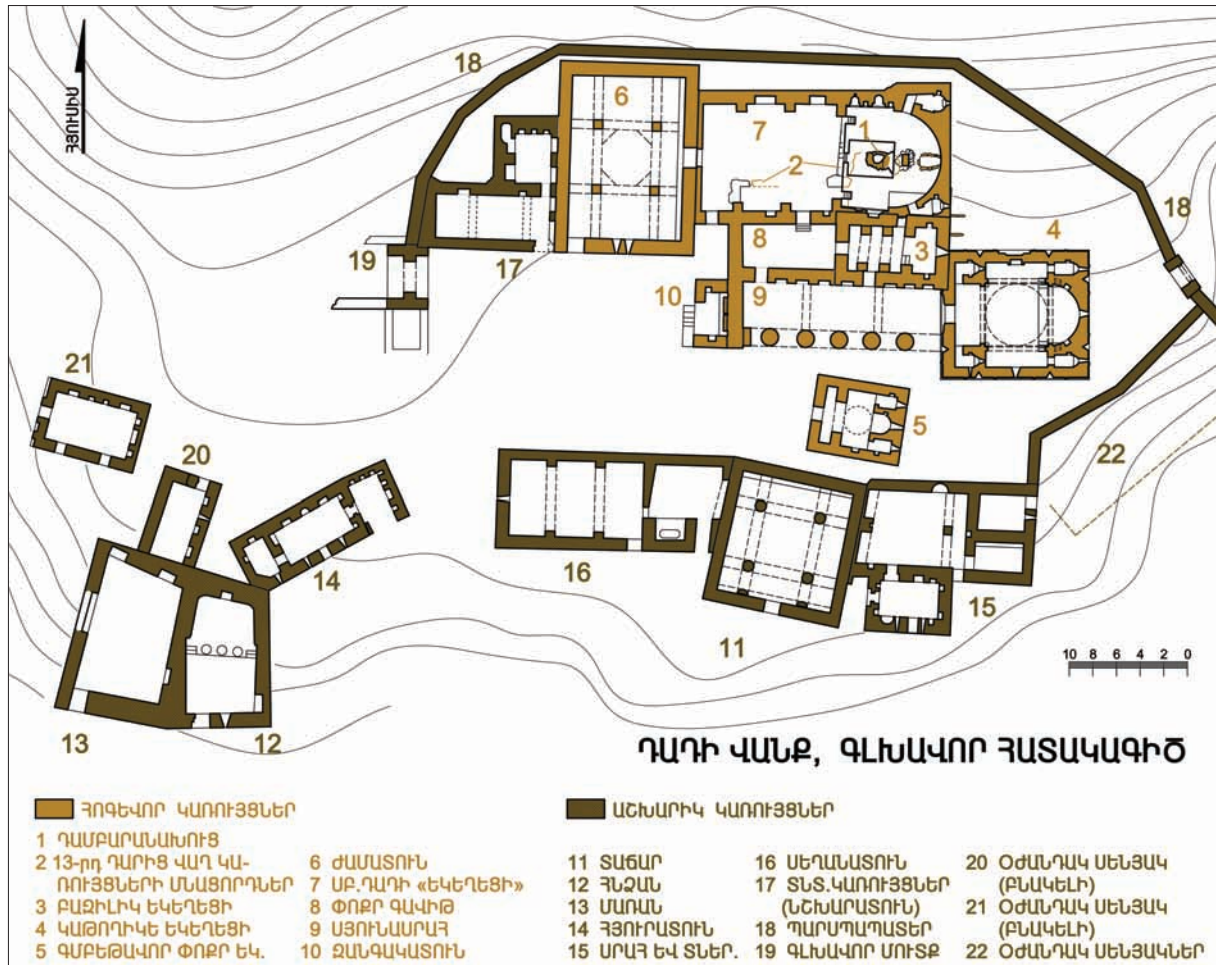 18
ՀՅՈՒՍԻՍ
6
7
1
2
18
4
8
3
19
17
10
9
21
5
20
22
14
16
15
11
10 8 6 4 2 0
13
12
ԴԱԴԻ ՎԱՆՔ, ԳԼԽԱՎՈՐ ՀԱՏԱԿԱԳԻԾ
ՀՈԳԵՎՈՐ ԿԱՌՈՒՅՑՆԵՐ
1 ԴԱՄԲԱՐԱՆԱԽՈՒՑ
2 13-րդ ԴԱՐԻՑ ՎԱՂ ԿԱ-
ՌՈՒՅՑՆԵՐԻ ՄՆԱՑՈՐԴՆԵՐ
3 ԲԱԶԻԼԻԿ ԵԿԵՂԵՑԻ
4 ԿԱԹՈՂԻԿԵ ԵԿԵՂԵՑԻ
5 ԳՄԲԵԹԱՎՈՐ ՓՈՔՐ ԵԿ.
6 ԺԱՄԱՏՈՒՆ
7 ՍԲ.ԴԱԴԻ «ԵԿԵՂԵՑԻ»
8 ՓՈՔՐ ԳԱՎԻԹ
9 ՍՅՈՒՆԱՍՐԱՀ
10 ԶԱՆԳԱԿԱՏՈՒՆ
ԱՇԽԱՐԻԿ ԿԱՌՈՒՅՑՆԵՐ
11 ՏԱՃԱՐ
12 ՀՆՁԱՆ
13 ՄԱՌԱՆ
14 ՀՅՈՒՐԱՏՈՒՆ
15 ՍՐԱՀ ԵՎ ՏՆԵՐ.
16 ՍԵՂԱՆԱՏՈՒՆ
17 ՏՆՏ.ԿԱՌՈՒՅՑՆԵՐ
(ՆՇԽԱՐԱՏՈՒՆ)
18 ՊԱՐՍՊԱՊԱՏԵՐ
19 ԳԼԽԱՎՈՐ ՄՈՒՏՔ
20 ՕԺԱՆԴԱԿ ՍԵՆՅԱԿ
(ԲՆԱԿԵԼԻ)
21 ՕԺԱՆԴԱԿ ՍԵՆՅԱԿ
(ԲՆԱԿԵԼԻ)
22 ՕԺԱՆԴԱԿ ՍԵՆՅԱԿՆԵՐ